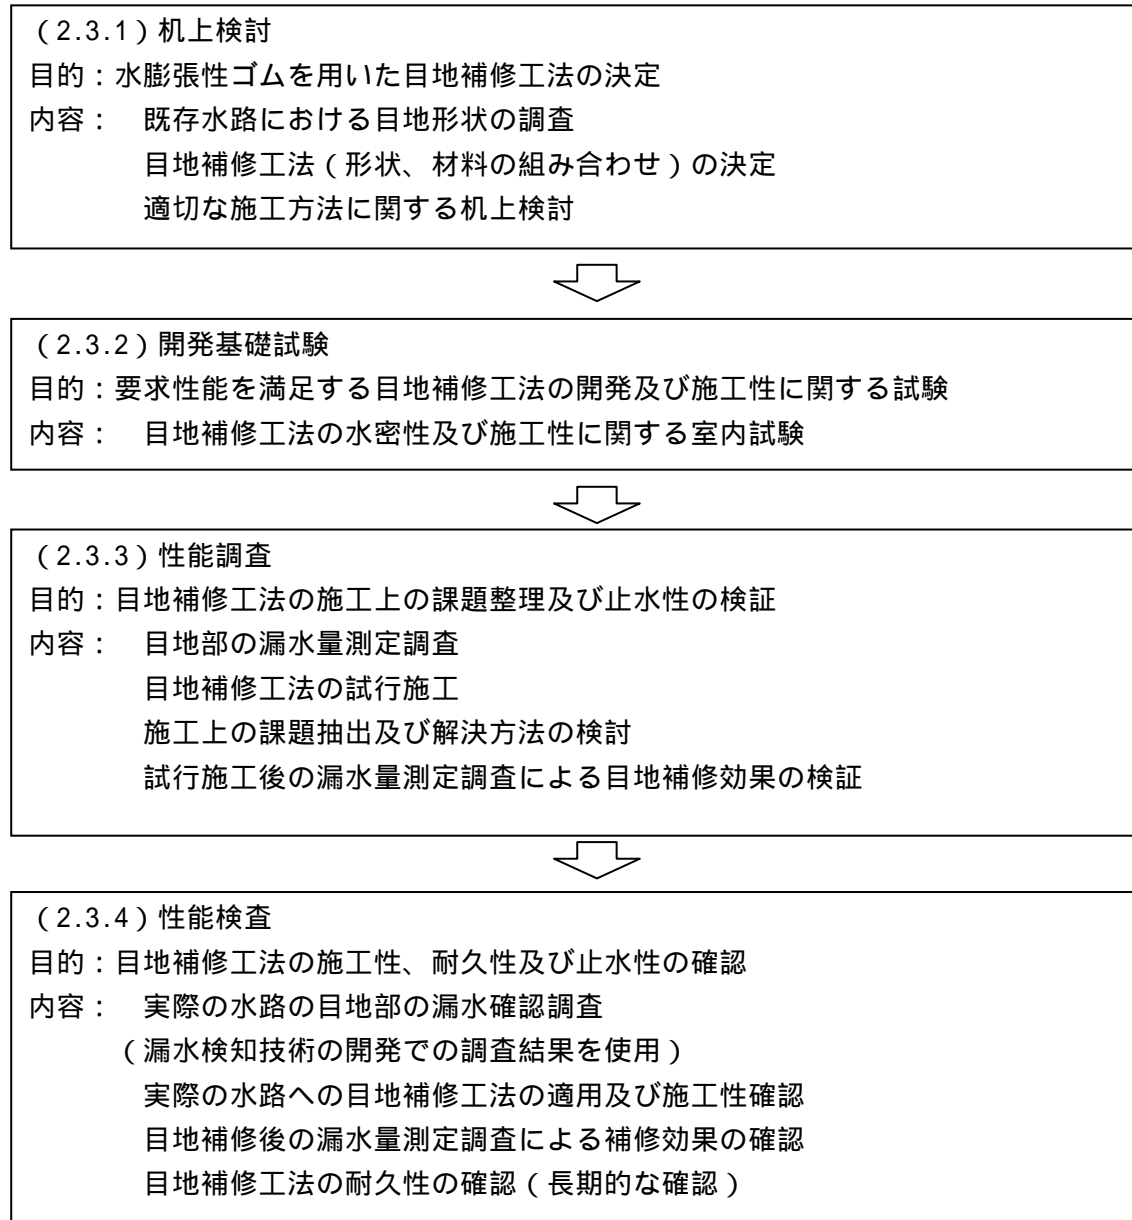 （2.3.1）机上検討
目的：水膨張性ゴムを用いた目地補修工法の決定
内容：　既存水路における目地形状の調査
目地補修工法（形状、材料の組み合わせ）の決定
適切な施工方法に関する机上検討
（2.3.2）開発基礎試験
目的：要求性能を満足する目地補修工法の開発及び施工性に関する試験
内容：　目地補修工法の水密性及び施工性に関する室内試験
（2.3.3）性能調査
目的：目地補修工法の施工上の課題整理及び止水性の検証
内容：　目地部の漏水量測定調査
目地補修工法の試行施工
施工上の課題抽出及び解決方法の検討
試行施工後の漏水量測定調査による目地補修効果の検証
（2.3.4）性能検査
目的：目地補修工法の施工性、耐久性及び止水性の確認
内容：　実際の水路の目地部の漏水確認調査
（漏水検知技術の開発での調査結果を使用）
実際の水路への目地補修工法の適用及び施工性確認
目地補修後の漏水量測定調査による補修効果の確認
目地補修工法の耐久性の確認（長期的な確認）